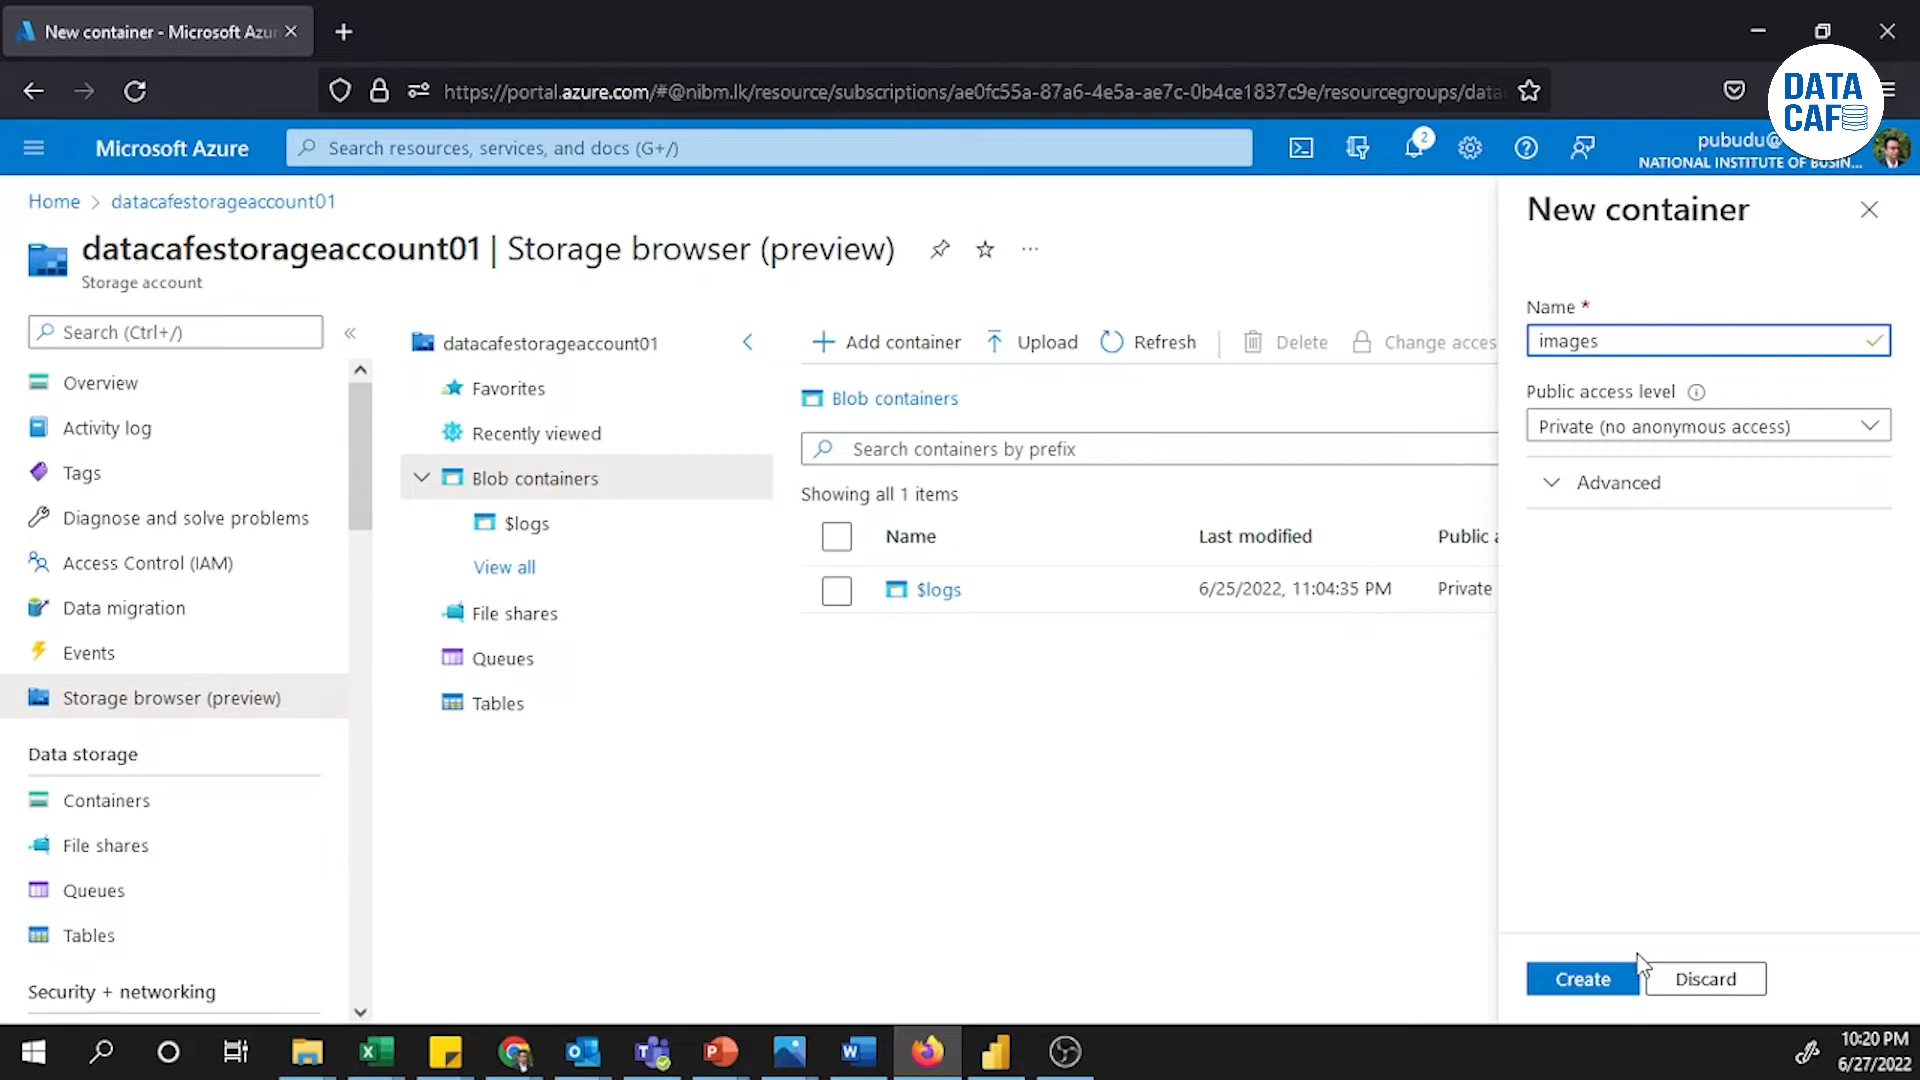 New container - Microsoft Azur
https://portal.azure.com/#@nibm.lk/resource/subscriptions/ae0fc55a-87a6-4e5a-ae7c-0b4ce1837c9e/resourcegroups/data
DATA
CAF
Microsoft Azure
Search resources, services, and docs (G+/)
2
pubudu@
NATIONAL INSTITUTE OF BUSIN...
Home > datacafestorageaccount01
datacafestorageaccount01 | Storage browser (preview)
Storage account
Search (Ctrl+/)
Overview
Activity log
Tags
Diagnose and solve problems
Access Control (IAM)
Data migration
Events
Storage browser (preview)
Data storage
Containers
File shares
Queues
Tables
Security + networking
datacafestorageaccount01
Favorites
Recently viewed
Blob containers
$logs
View all
File shares
Queues
Tables
Add container
Upload
Refresh
Delete
Change acces
Blob containers
Search containers by prefix
Showing all 1 items
Name Last modified Public a
$logs 6/25/2022, 11:04:35 PM Private
New container
Name *
images
Public access level
Private (no anonymous access)
Advanced
Create
Discard
10:20 PM
6/27/2022